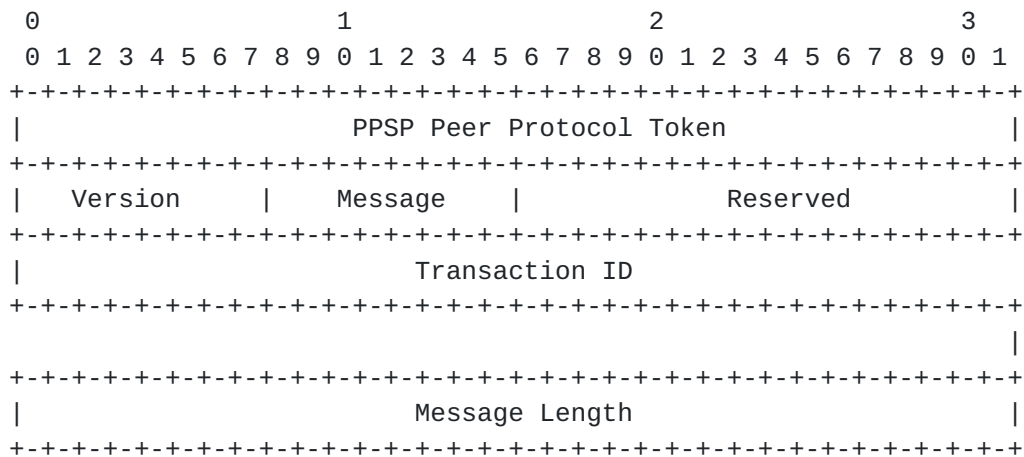 0                   1                   2                   3
 0 1 2 3 4 5 6 7 8 9 0 1 2 3 4 5 6 7 8 9 0 1 2 3 4 5 6 7 8 9 0 1
+-+-+-+-+-+-+-+-+-+-+-+-+-+-+-+-+-+-+-+-+-+-+-+-+-+-+-+-+-+-+-+-+
|                     PPSP Peer Protocol Token                  |
+-+-+-+-+-+-+-+-+-+-+-+-+-+-+-+-+-+-+-+-+-+-+-+-+-+-+-+-+-+-+-+-+
|   Version     |    Message    |             Reserved          |
+-+-+-+-+-+-+-+-+-+-+-+-+-+-+-+-+-+-+-+-+-+-+-+-+-+-+-+-+-+-+-+-+
|                         Transaction ID
+-+-+-+-+-+-+-+-+-+-+-+-+-+-+-+-+-+-+-+-+-+-+-+-+-+-+-+-+-+-+-+-+
                                                                |
+-+-+-+-+-+-+-+-+-+-+-+-+-+-+-+-+-+-+-+-+-+-+-+-+-+-+-+-+-+-+-+-+
|                         Message Length                        |
+-+-+-+-+-+-+-+-+-+-+-+-+-+-+-+-+-+-+-+-+-+-+-+-+-+-+-+-+-+-+-+-+